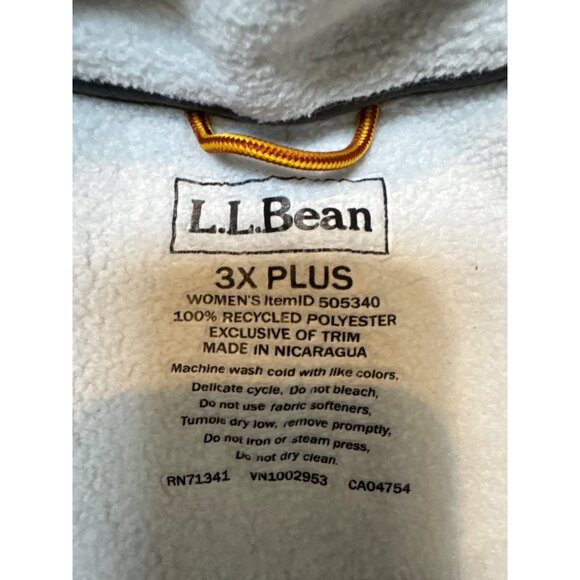 L.L.Bean
3X PLUS
WOMEN'S ItemID 505340
100% RECYCLED POLYESTER
EXCLUSIVE OF TRIM
MADE IN NICARAGUA
Machine wash cold with like colors,
Delicate cycle, Do not bleach,
Do not use fabric softeners,
Tumble dry low, remove promptly,
Do not iron or steam press,
Do not dry clean.
RN71341 VN1002953 CA04754